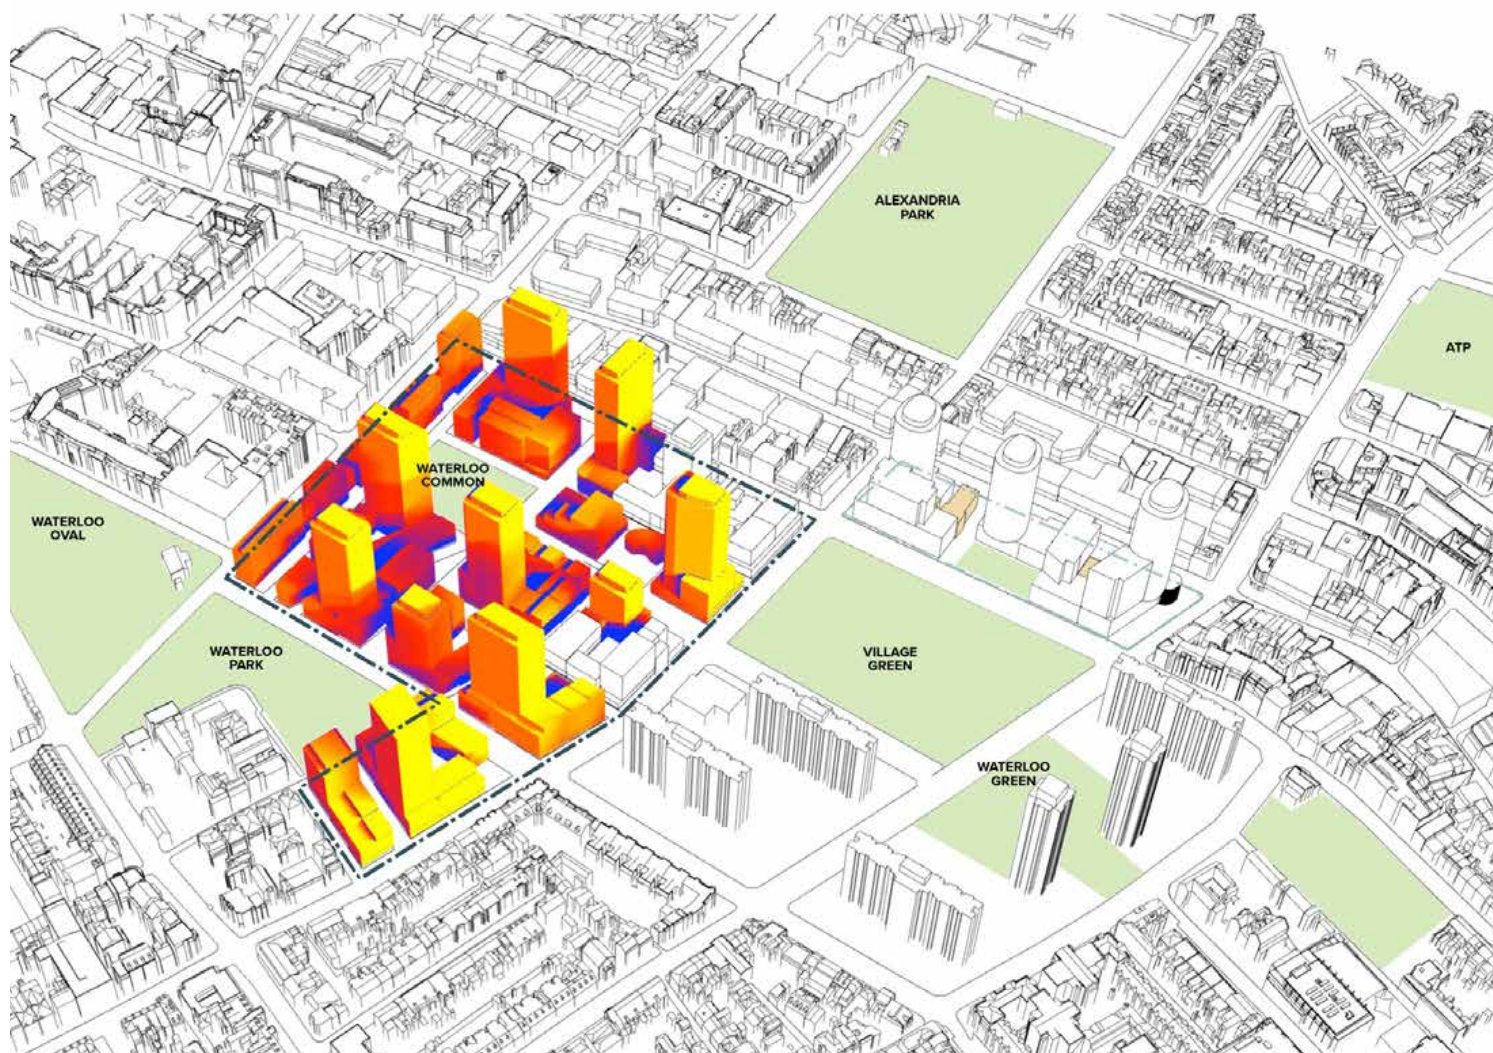 ALEXANDRIA
PARK
ATP
WATERLOO
COMMON
WATERLOO
OVAL
WATERLOO
PARK
VILLAGE
GREEN
WATERLOO
GREEN